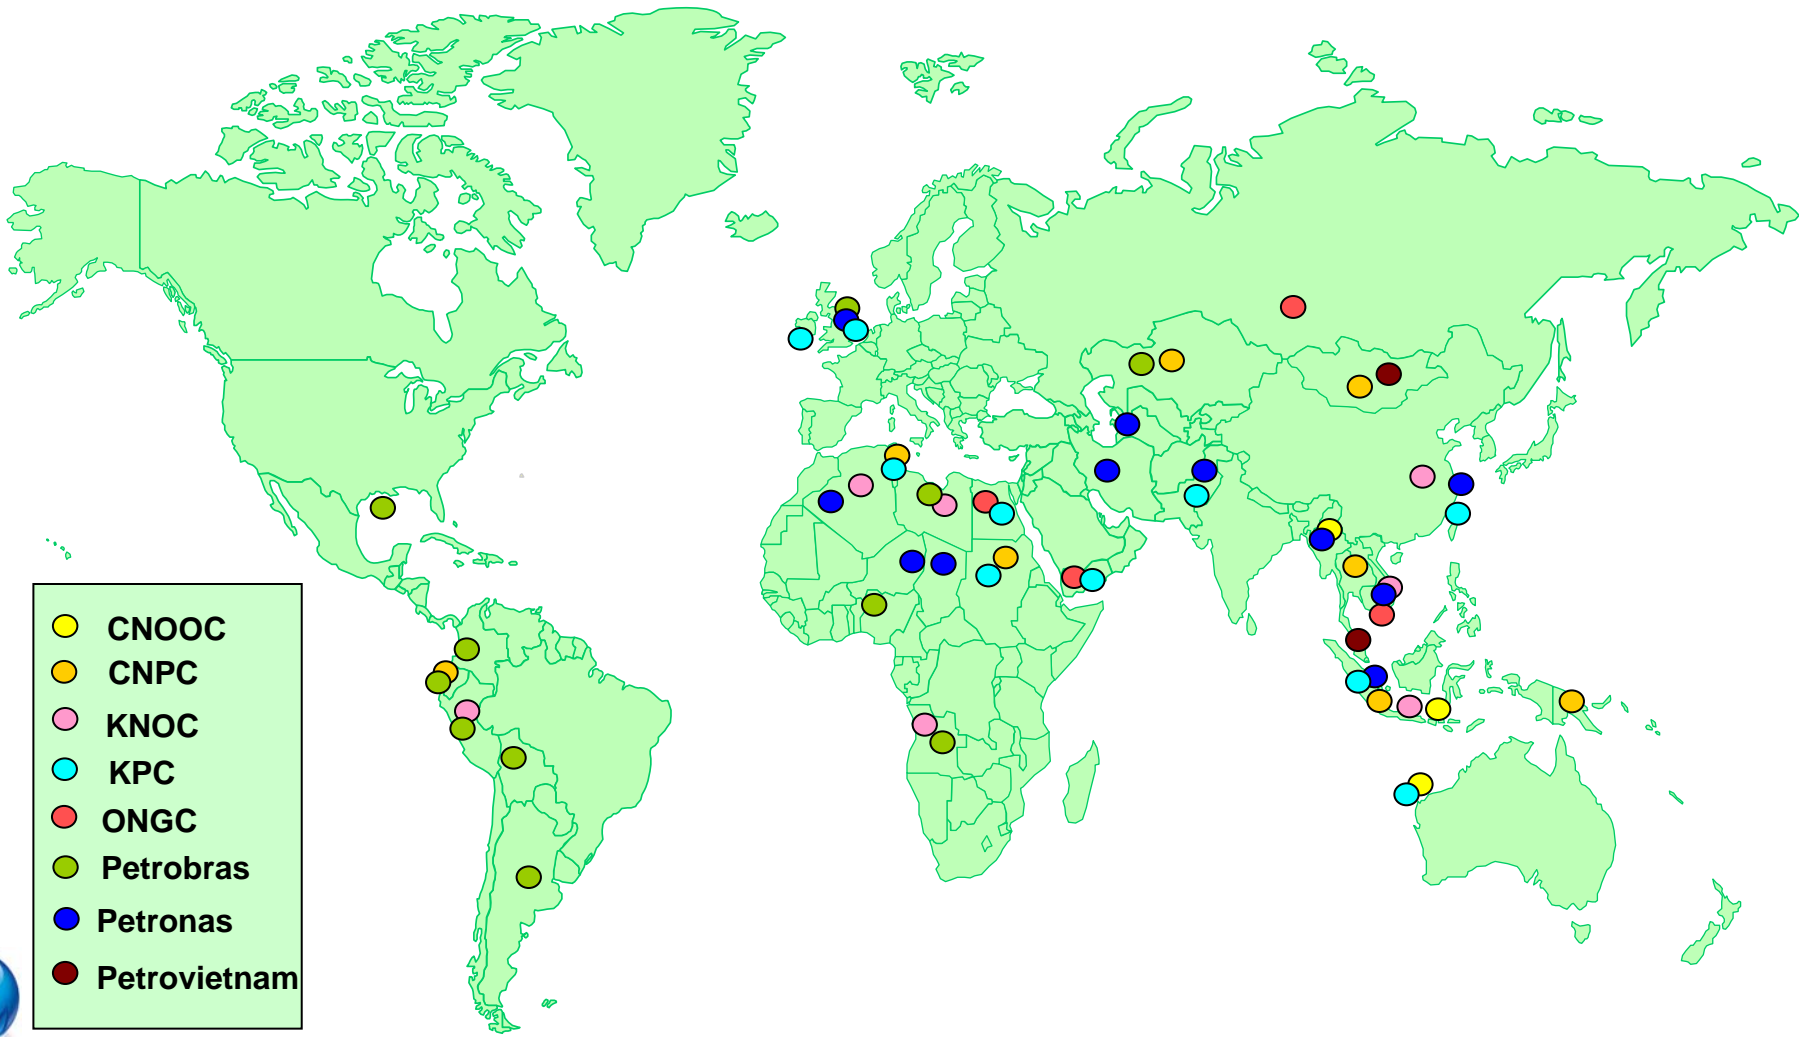 CNOOC
CNPC
KNOC
KPC
ONGC
Petrobras
Petronas
Petrovietnam